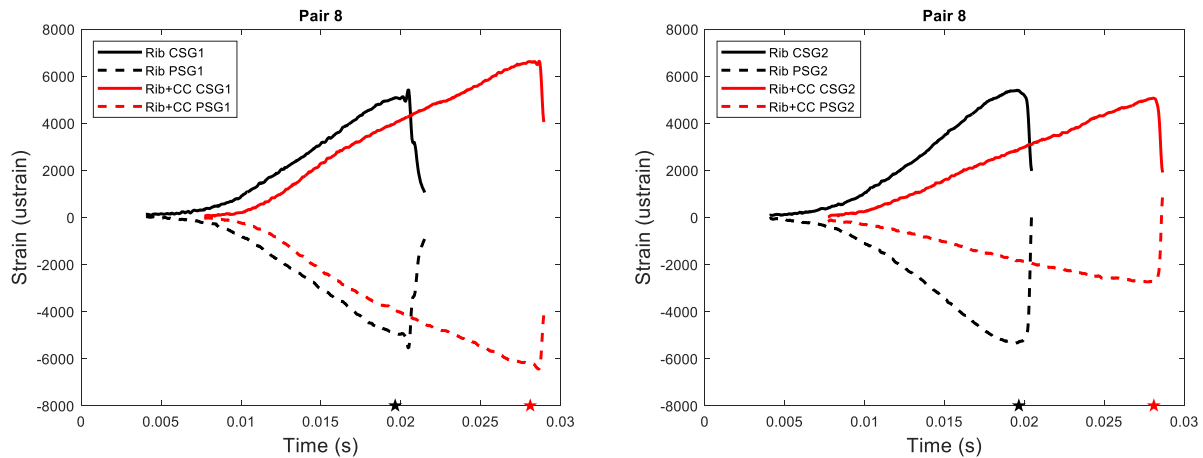 Pair 8
8000
6000
4000
2000
0
-2000
-4000
-6000
-8000
Strain (ustrain)
Rib CSG1
Rib PSG1
Rib+CC CSG1
Rib+CC PSG1
0 0.005 0.01 0.015 0.02 0.025 0.03
Time (s)
Pair 8
8000
6000
4000
2000
0
-2000
-4000
-6000
-8000
Strain (ustrain)
Rib CSG2
Rib PSG2
Rib+CC CSG2
Rib+CC PSG2
0 0.005 0.01 0.015 0.02 0.025 0.03
Time (s)